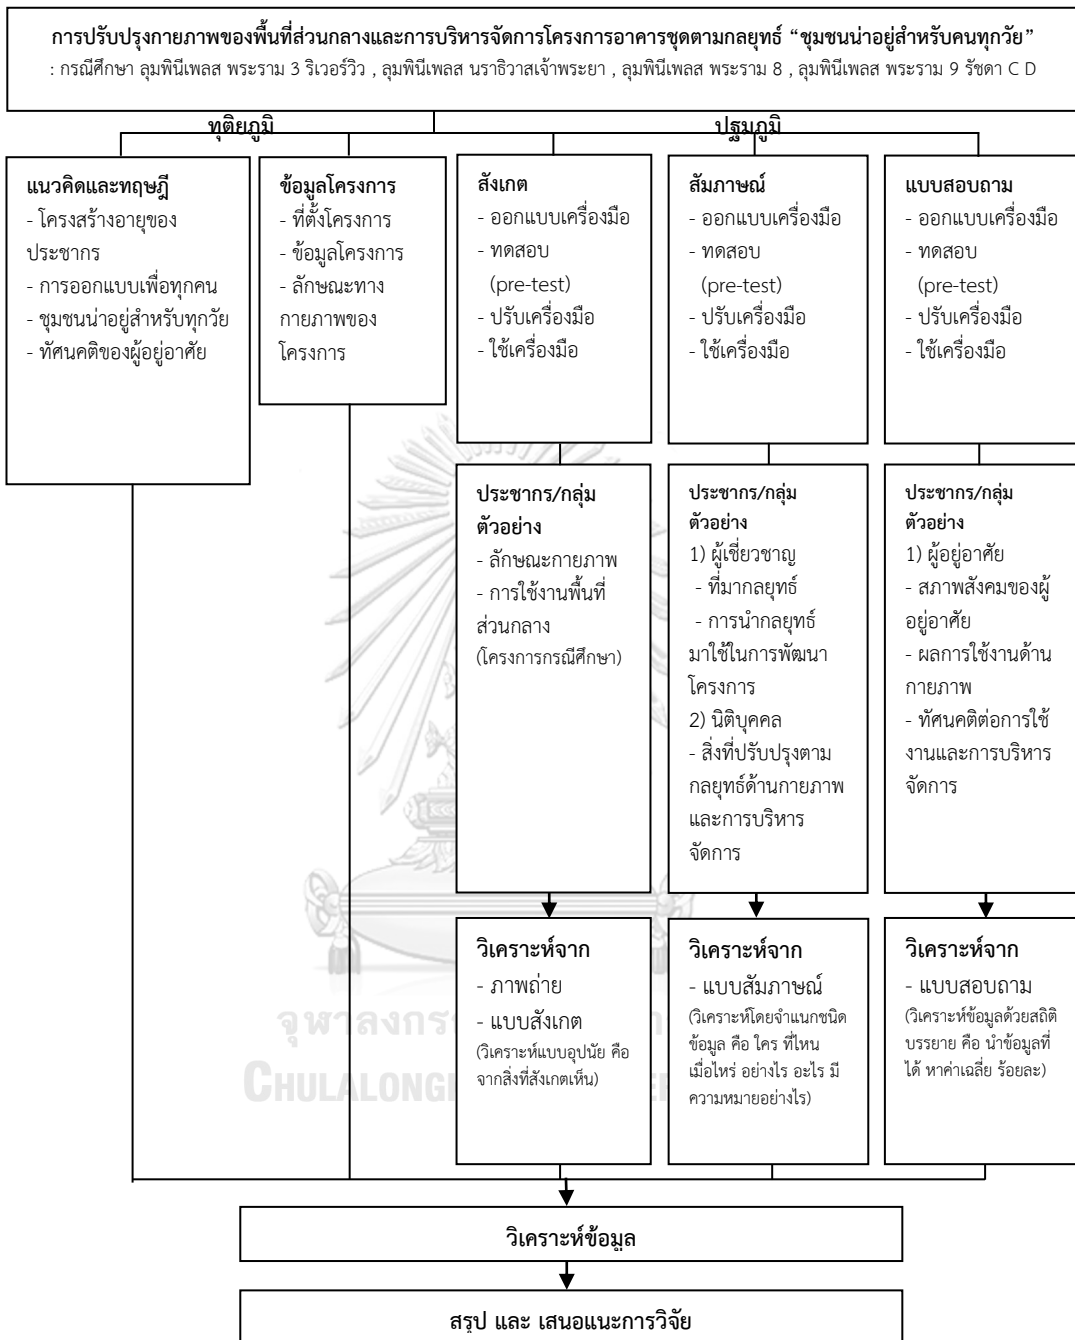 การปรับปรุงกายภาพของพื้นที่ส่วนกลางและการบริหารจัดการโครงการอาคารชุดตามกลยุทธ์ “ชุมชนน่าอยู่สำหรับคนทุกวัย”
: กรณีศึกษา ลุมพินีเพลส พระราม 3 ริเวอร์วิว , ลุมพินีเพลส นราธิวาสเจ้าพระยา , ลุมพินีเพลส พระราม 8 , ลุมพินีเพลส พระราม 9 รัชดา C D
ทุติยภูมิ
ปฐมภูมิ
แนวคิดและทฤษฎี
- โครงสร้างอายุของ
ประชากร
- การออกแบบเพื่อทุกคน
- ชุมชนน่าอยู่สำหรับทุกวัย
- ทัศนคติของผู้อยู่อาศัย
ข้อมูลโครงการ
- ที่ตั้งโครงการ
- ข้อมูลโครงการ
- ลักษณะทาง
กายภาพของ
โครงการ
สังเกต
- ออกแบบเครื่องมือ
- ทดสอบ
(pre-test)
- ปรับเครื่องมือ
- ใช้เครื่องมือ
สัมภาษณ์
- ออกแบบเครื่องมือ
- ทดสอบ
(pre-test)
- ปรับเครื่องมือ
- ใช้เครื่องมือ
แบบสอบถาม
- ออกแบบเครื่องมือ
- ทดสอบ
(pre-test)
- ปรับเครื่องมือ
- ใช้เครื่องมือ
ประชากร/กลุ่ม
ตัวอย่าง
- ลักษณะกายภาพ
- การใช้งานพื้นที่
ส่วนกลาง
(โครงการกรณีศึกษา)
ประชากร/กลุ่ม
ตัวอย่าง
1) ผู้เชี่ยวชาญ
- ที่มากลยุทธ์
- การนำกลยุทธ์
มาใช้ในการพัฒนา
โครงการ
2) นิติบุคคล
- สิ่งที่ปรับปรุงตาม
กลยุทธ์ด้านกายภาพ
และการบริหาร
จัดการ
ประชากร/กลุ่ม
ตัวอย่าง
1) ผู้อยู่อาศัย
- สภาพสังคมของผู้
อยู่อาศัย
- ผลการใช้งานด้าน
กายภาพ
- ทัศนคติต่อการใช้
งานและการบริหาร
จัดการ
วิเคราะห์จาก
- ภาพถ่าย
- แบบสังเกต
(วิเคราะห์แบบอุปนัย คือ
จากสิ่งที่สังเกตเห็น)
วิเคราะห์จาก
- แบบสัมภาษณ์
(วิเคราะห์โดยจำแนกชนิด
ข้อมูล คือ ใคร ที่ไหน
เมื่อไหร่ อย่างไร อะไร มี
ความหมายอย่างไร)
วิเคราะห์จาก
- แบบสอบถาม
(วิเคราะห์ข้อมูลด้วยสถิติ
บรรยาย คือ นำข้อมูลที่
ได้ หาค่าเฉลี่ย ร้อยละ)
วิเคราะห์ข้อมูล
สรุป และ เสนอแนะการวิจัย